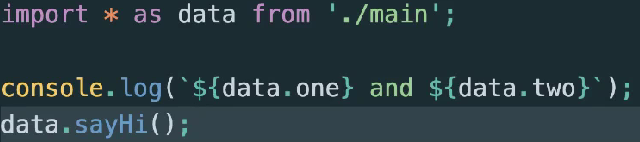 import * as data from './main';
console.log(`${data.one} and ${data.two}`);
data.sayHi();